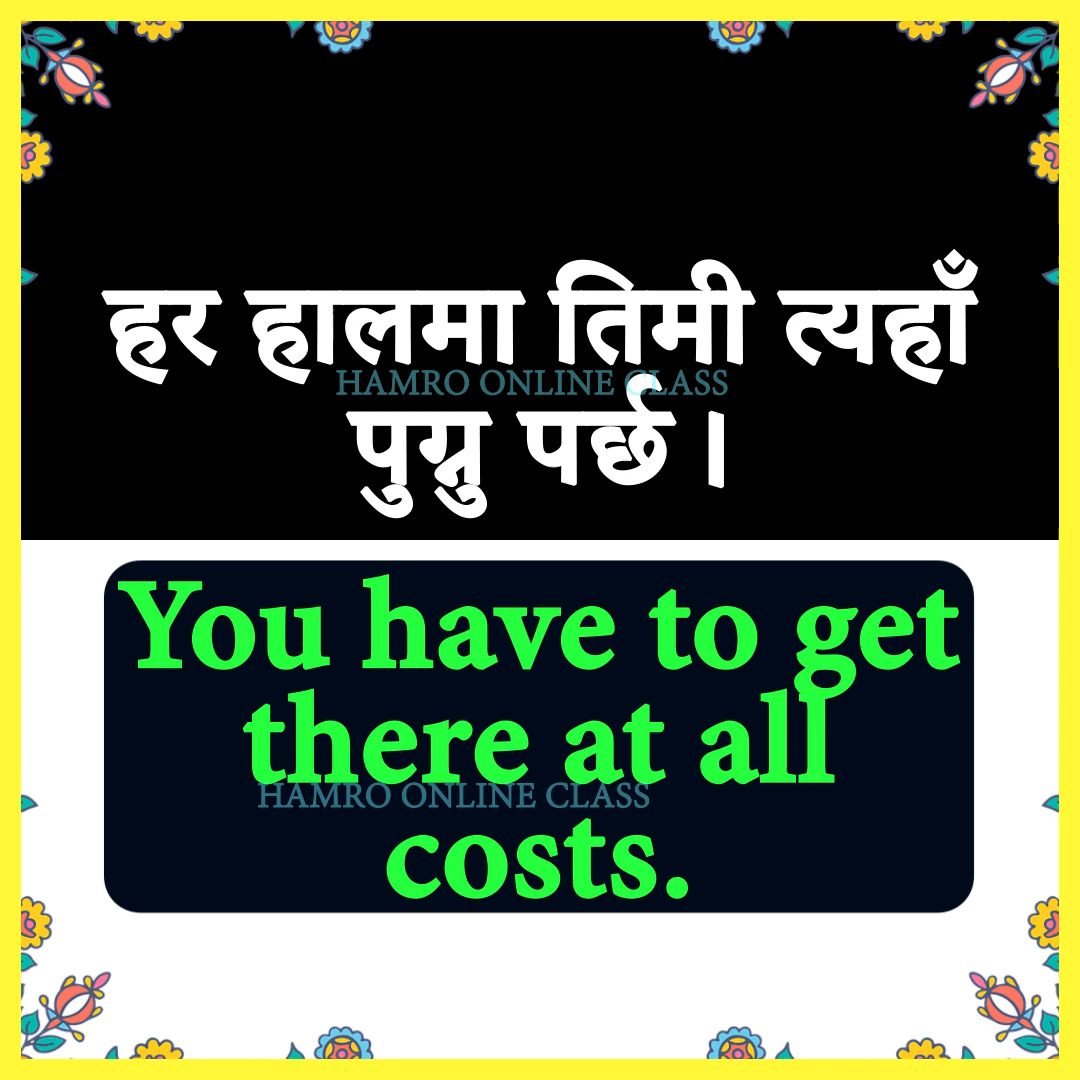 हर हालमा तिमी त्यहाँ
HAMRO ONLINE CLASS
पुग्नु पर्छ ।
You have to get
there at all
HAMRO ONLINE CLASS
costs.